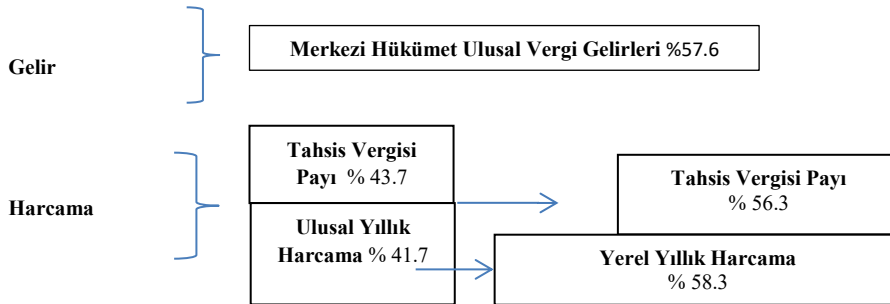 Merkezi Hükümet Ulusal Vergi Gelirleri %57.6
Gelir
Tahsis Vergisi
Payı % 43.7
Tahsis Vergisi Payı
% 56.3
Harcama
Ulusal Yıllık
Harcama % 41.7
Yerel Yıllık Harcama
% 58.3